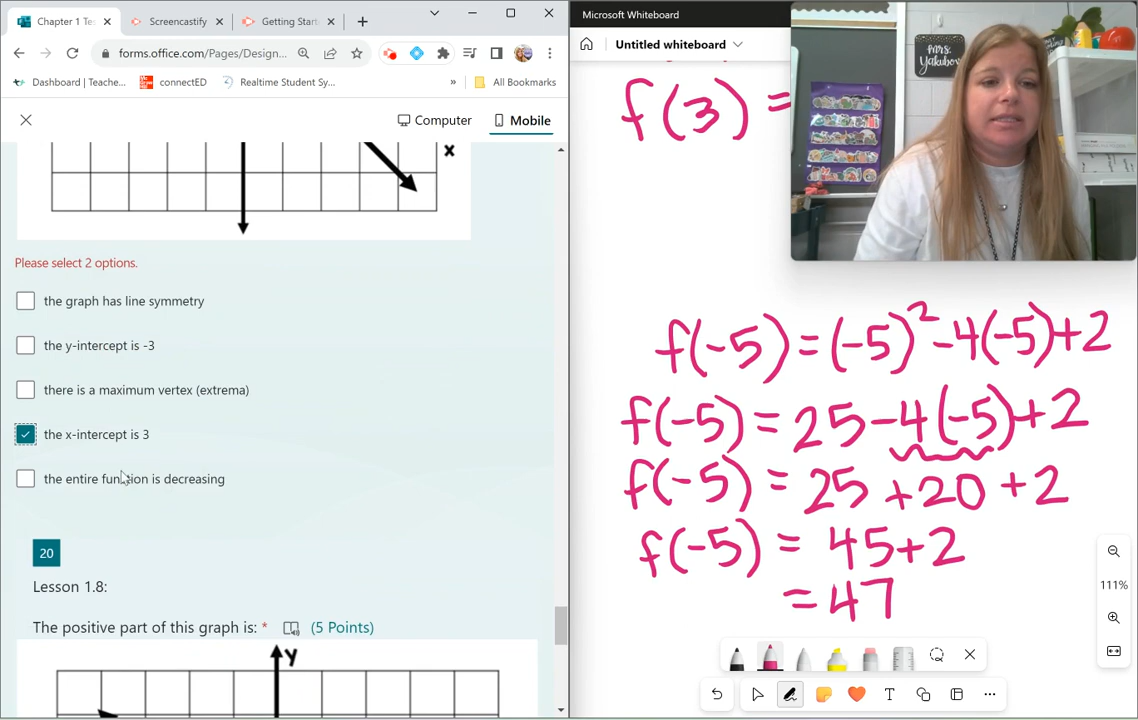 Chapter 1 Te
Screencastify
Getting Start
forms.office.com/Pages/Design...
Dashboard | Teache...
connectED
Realtime Student Sy...
»
All Bookmarks
Computer
Mobile
x
Please select 2 options.
the graph has line symmetry
the y-intercept is -3
there is a maximum vertex (extrema)
the x-intercept is 3
the entire function is decreasing
20
Lesson 1.8:
The positive part of this graph is: *
(5 Points)
y
Microsoft Whiteboard
Untitled whiteboard
MRS. Yakubov
f(3) =
f(-5) = (-5)² - 4(-5) + 2
f(-5) = 25 - 4(-5) + 2
f(-5) = 25 + 20 + 2
f(-5) = 45 + 2
= 47
111%
T